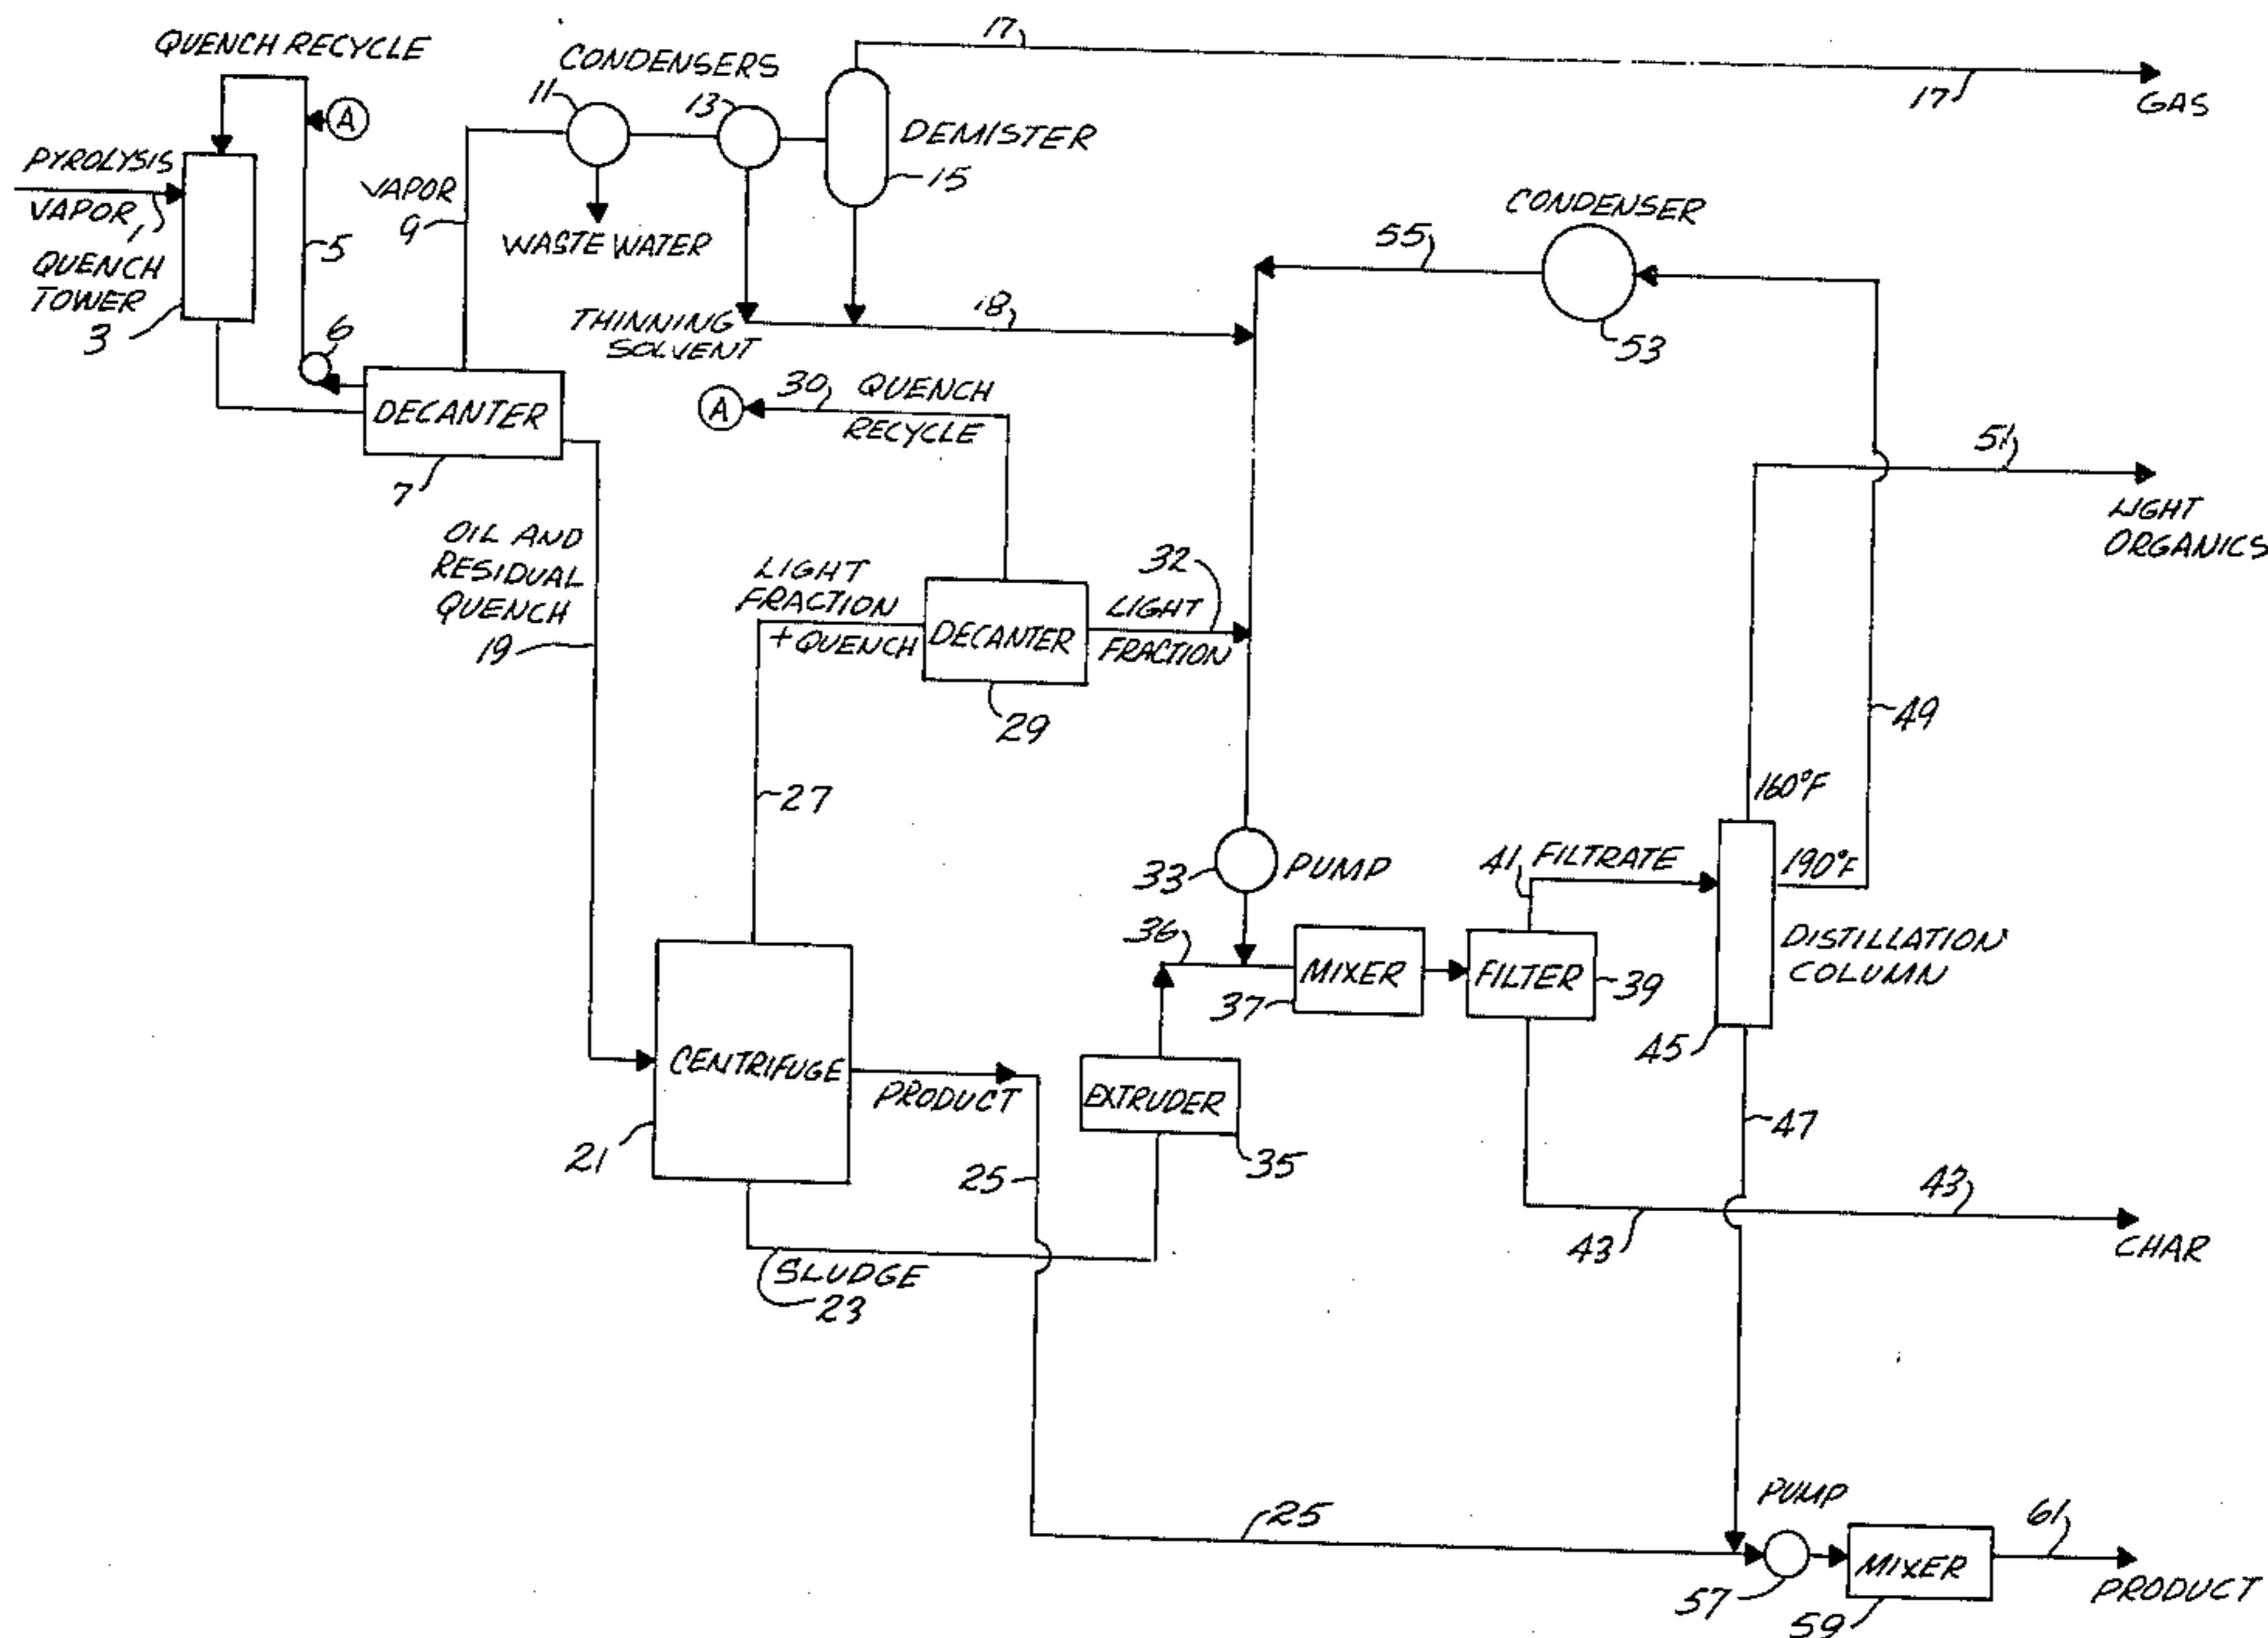 QUENCH RECYCLE
A
PYROLYSIS
VAPOR, 1
QUENCH
TOWER
3
5
6
DECANTER
7
VAPOR
9
CONDENSERS
11
13
WASTE WATER
THINNING
SOLVENT
DEMISTER
15
17
17
GAS
18
A
30 QUENCH
RECYCLE
CONDENSER
55
53
51
LIGHT
ORGANICS
OIL AND
RESIDUAL
QUENCH
19
LIGHT
FRACTION
+ QUENCH
DECANTER
29
32
LIGHT
FRACTION
27
49
160°F
190°F
33
PUMP
41 FILTRATE
36
MIXER
37
FILTER
39
DISTILLATION
COLUMN
45
47
CENTRIFUGE
21
PRODUCT
25
EXTRUDER
35
SLUDGE
23
43
43
CHAR
25
PUMP
57
MIXER
59
61
PRODUCT